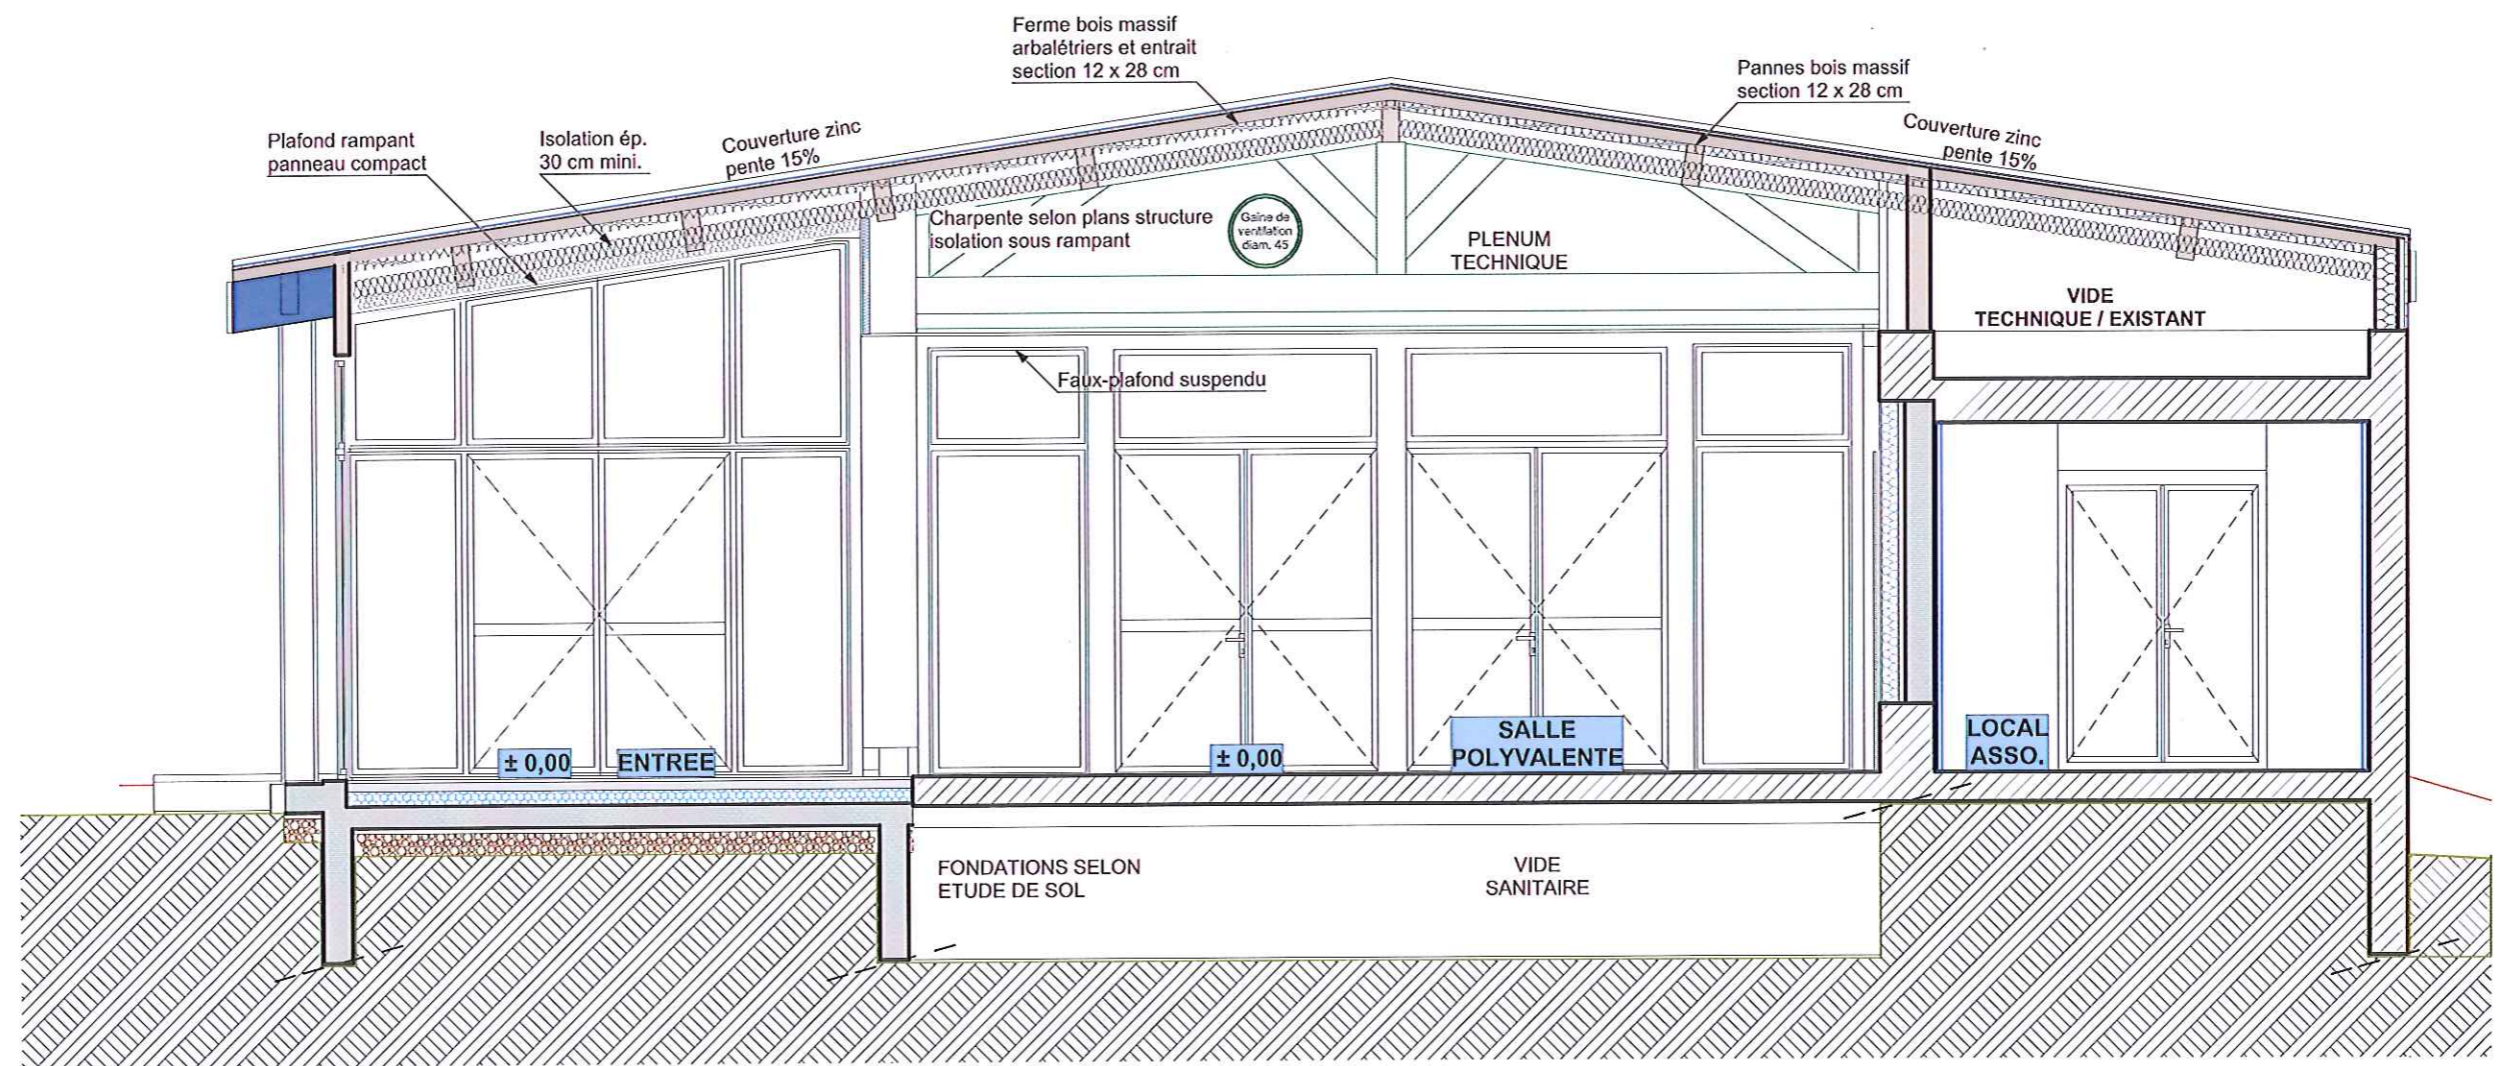 Ferme bois massif
arbalétriers et entrait
section 12 x 28 cm
Pannes bois massif
section 12 x 28 cm
Plafond rampant
panneau compact
Isolation ép.
30 cm mini.
Couverture zinc
pente 15%
Couverture zinc
pente 15%
Charpente selon plans structure
isolation sous rampant
Gaine de
ventilation
diam. 45
PLENUM
TECHNIQUE
VIDE
TECHNIQUE / EXISTANT
Faux-plafond suspendu
± 0,00
ENTREE
± 0,00
SALLE
POLYVALENTE
LOCAL
ASSO.
FONDATIONS SELON
ETUDE DE SOL
VIDE
SANITAIRE